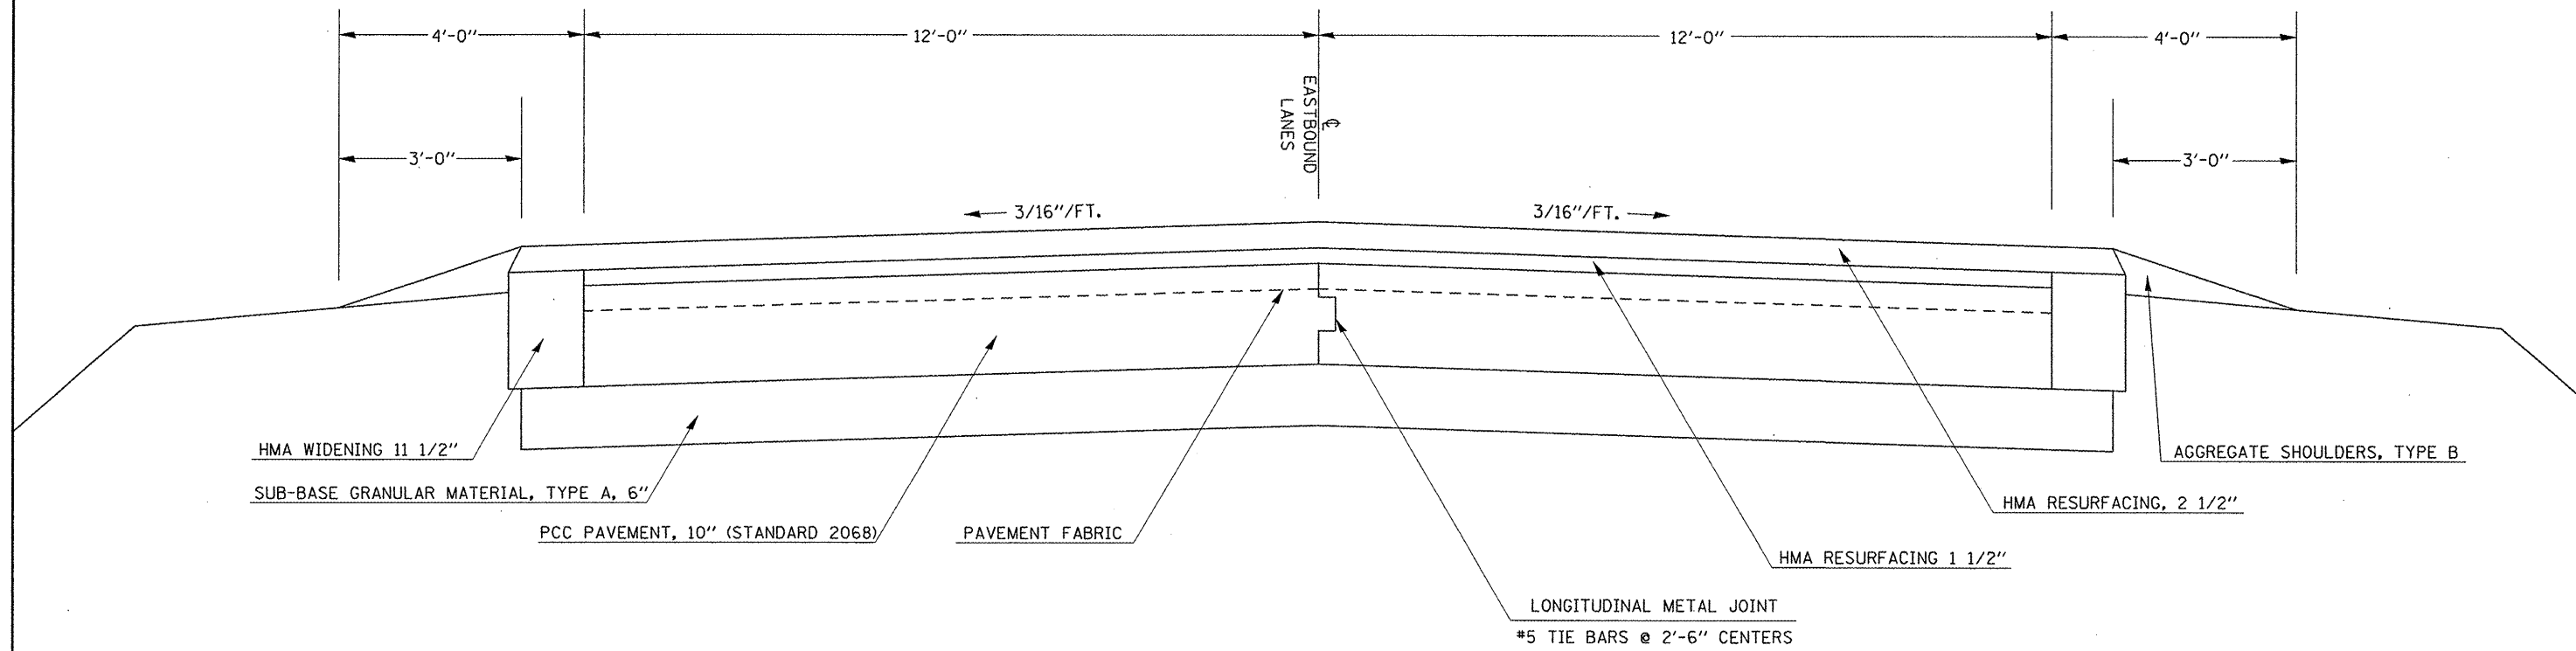 4'-0"
12'-0"
12'-0"
4'-0"
EASTBOUND
LANES
℄
3'-0"
3'-0"
3/16"/FT.
3/16"/FT.
HMA WIDENING 11 1/2"
AGGREGATE SHOULDERS, TYPE B
SUB-BASE GRANULAR MATERIAL, TYPE A, 6"
HMA RESURFACING, 2 1/2"
PCC PAVEMENT, 10" (STANDARD 2068)
PAVEMENT FABRIC
HMA RESURFACING 1 1/2"
LONGITUDINAL METAL JOINT
#5 TIE BARS @ 2'-6" CENTERS